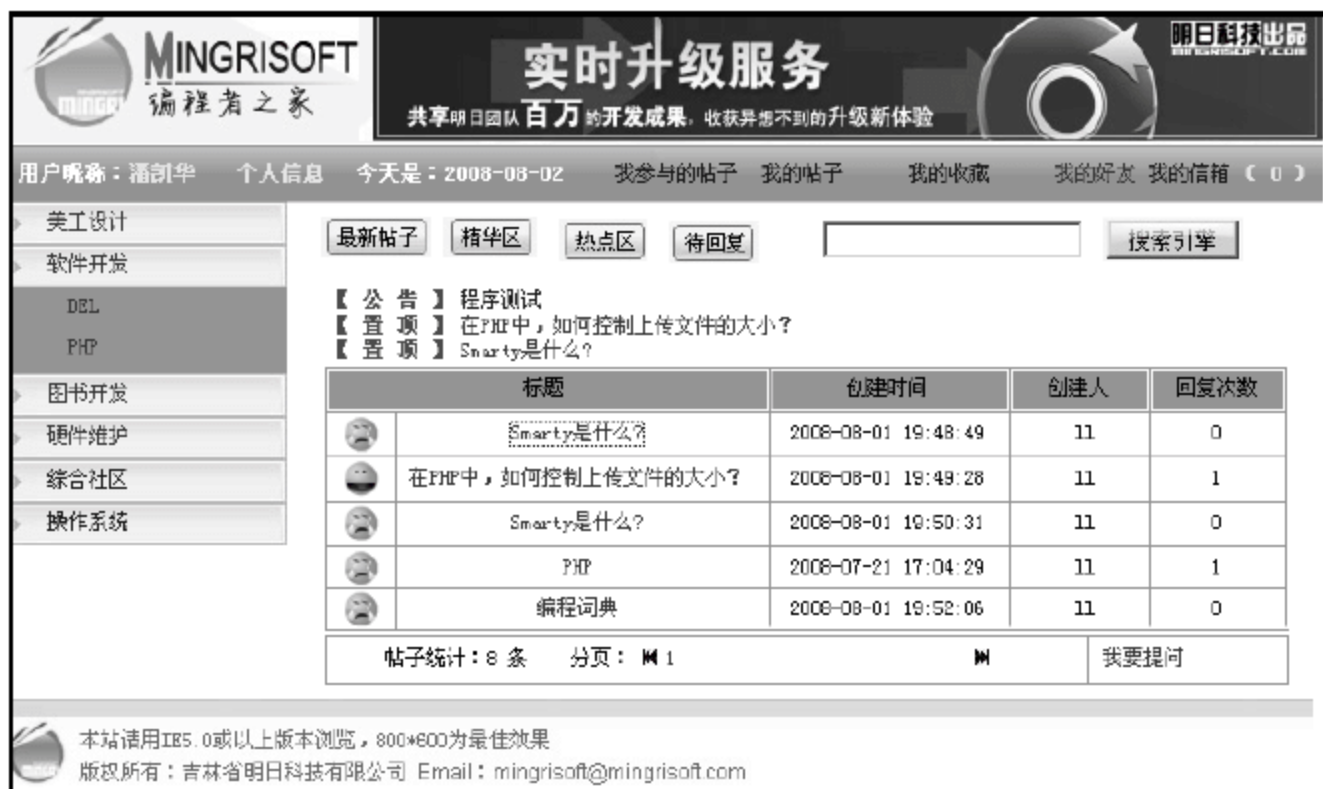 MINGRISOFT
编程者之家
MINGRI
实时升级服务
共享明日团队百万的开发成果,收获异想不到的升级新体验
明日科技出品
MINGRISOFT.COM
用户昵称:潘凯华 个人信息 今天是:2008-08-02 我参与的帖子 我的帖子 我的收藏 我的好友 我的信箱 ( 0 )
美工设计
软件开发
DEL
PHP
图书开发
硬件维护
综合社区
操作系统
最新帖子 精华区 热点区 待回复 搜索引擎
【 公 告 】 程序测试
【 置 顶 】 在PHP中,如何控制上传文件的大小?
【 置 顶 】 Smarty是什么?
标题 创建时间 创建人 回复次数
Smarty是什么? 2008-08-01 19:48:49 11 0
在PHP中,如何控制上传文件的大小? 2008-08-01 19:49:28 11 1
Smarty是什么? 2008-08-01 19:50:31 11 0
PHP 2008-07-21 17:04:29 11 1
编程词典 2008-08-01 19:52:06 11 0
帖子统计:8 条 分页: 1 我要提问
本站请用IE5.0或以上版本浏览,800*600为最佳效果
版权所有:吉林省明日科技有限公司 Email:mingrisoft@mingrisoft.com